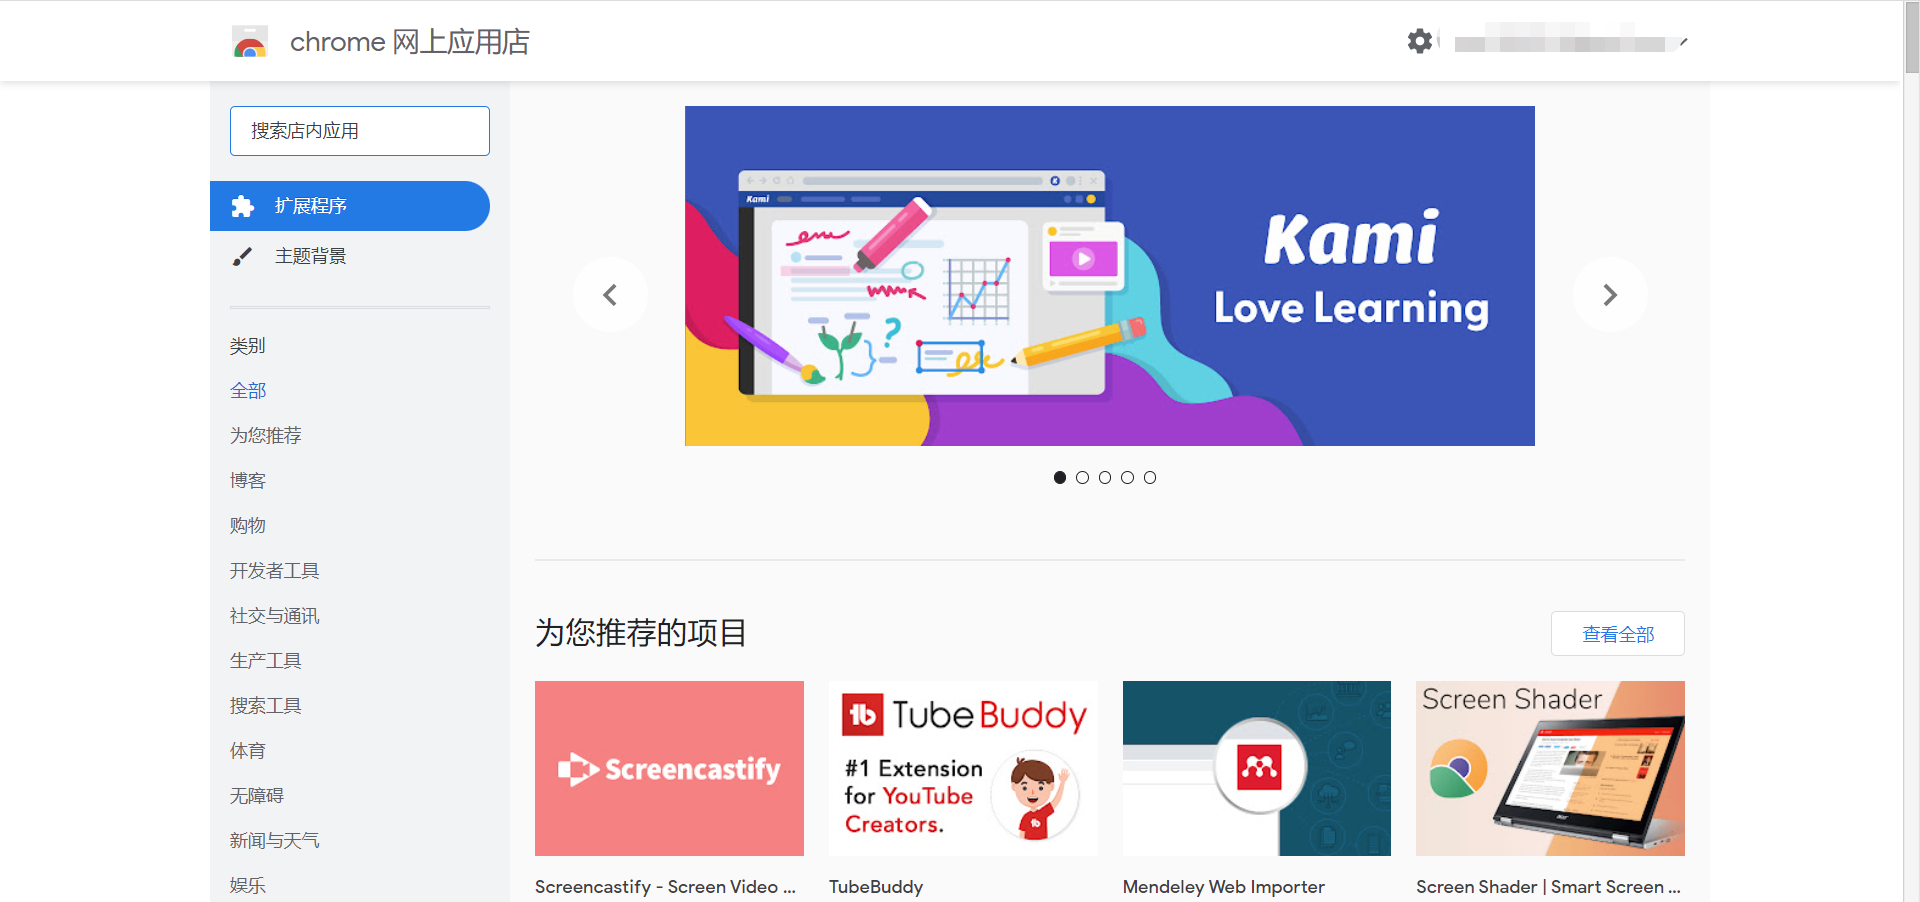 chrome 网上应用店
搜索店内应用
扩展程序
主题背景
类别
全部
为您推荐
博客
购物
开发者工具
社交与通讯
生产工具
搜索工具
体育
无障碍
新闻与天气
娱乐
Kami
Kami
Love Learning
为您推荐的项目
查看全部
Screencastify
TubeBuddy
#1 Extension
for YouTube
Creators.
Screen Shader
Screencastify - Screen Video ...
TubeBuddy
Mendeley Web Importer
Screen Shader | Smart Screen ...